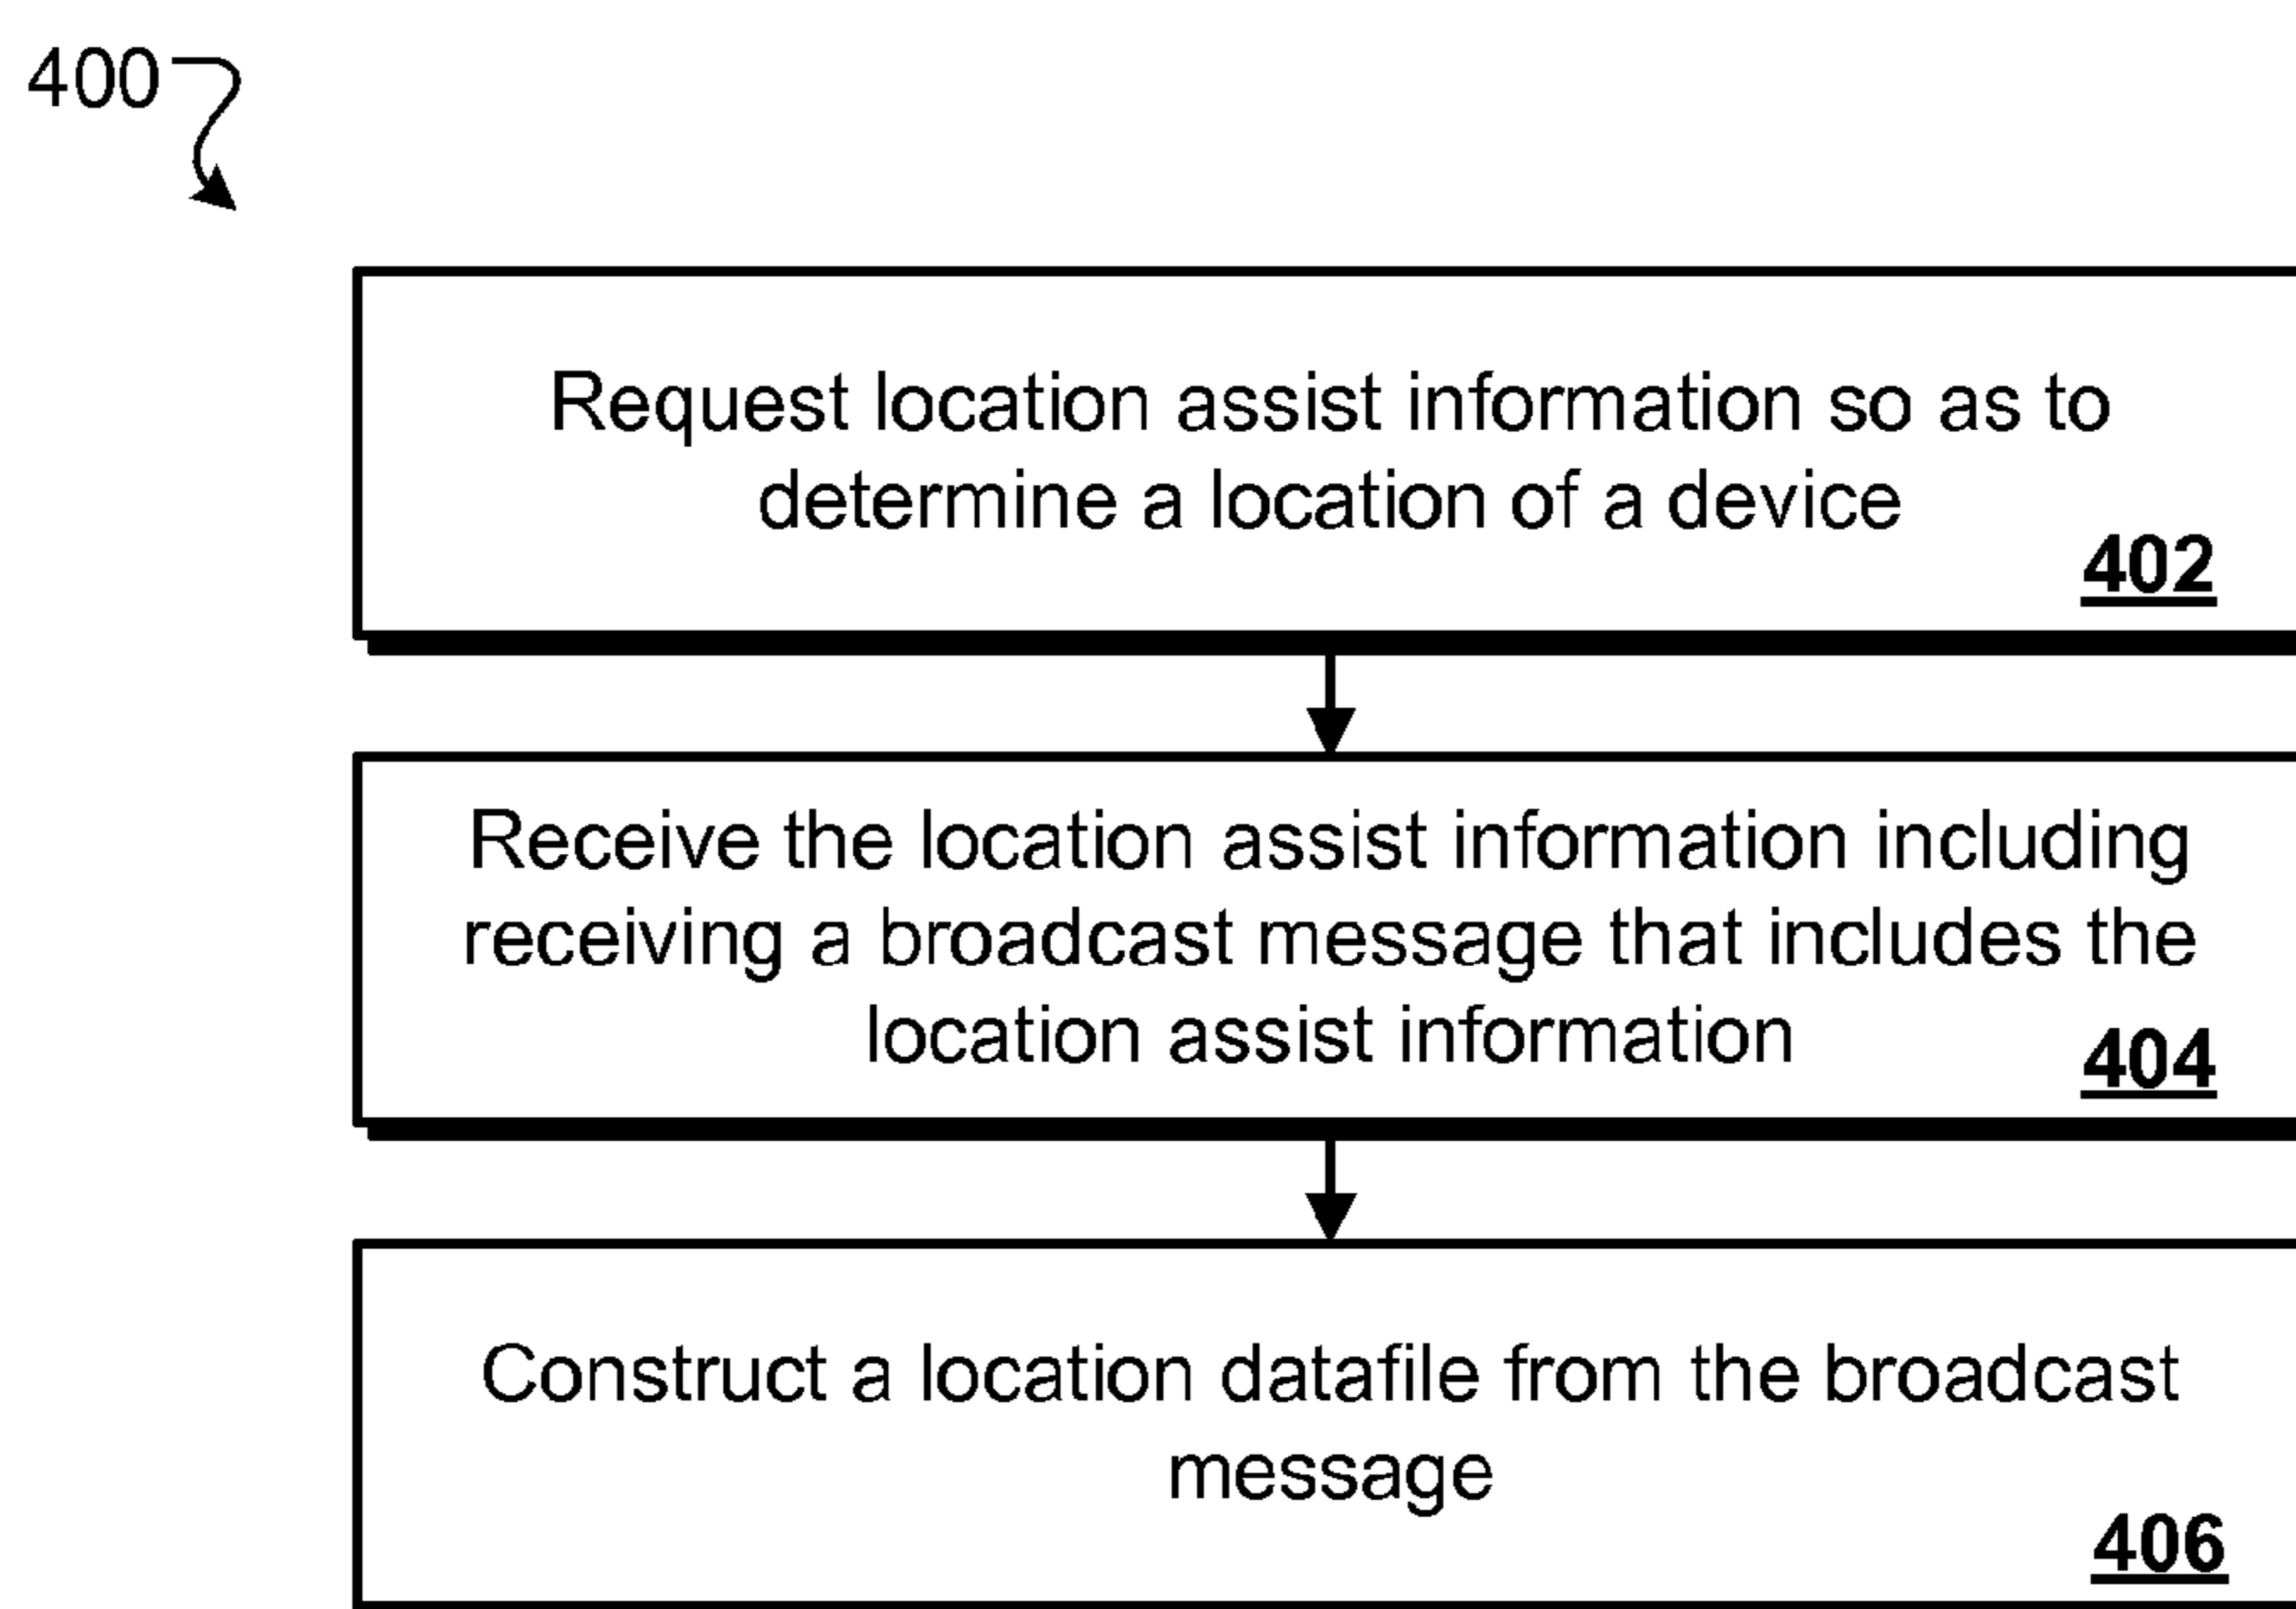 400
Request location assist information so as to
determine a location of a device
402
Receive the location assist information including
receiving a broadcast message that includes the
location assist information
404
Construct a location datafile from the broadcast
message
406